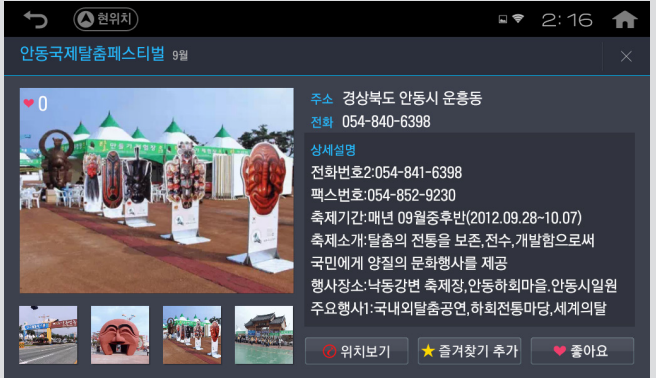 현위치
2:16
안동국제탈춤페스티벌 9월
0
주소 경상북도 안동시 운흥동
전화 054-840-6398
상세설명
전화번호2:054-841-6398
팩스번호:054-852-9230
축제기간:매년 09월중후반(2012.09.28~10.07)
축제소개:탈춤의 전통을 보존,전수,개발함으로써
국민에게 양질의 문화행사를 제공
행사장소:낙동강변 축제장,안동하회마을.안동시일원
주요행사1:국내외탈춤공연,하회전통마당,세계의탈
위치보기
즐겨찾기 추가
좋아요